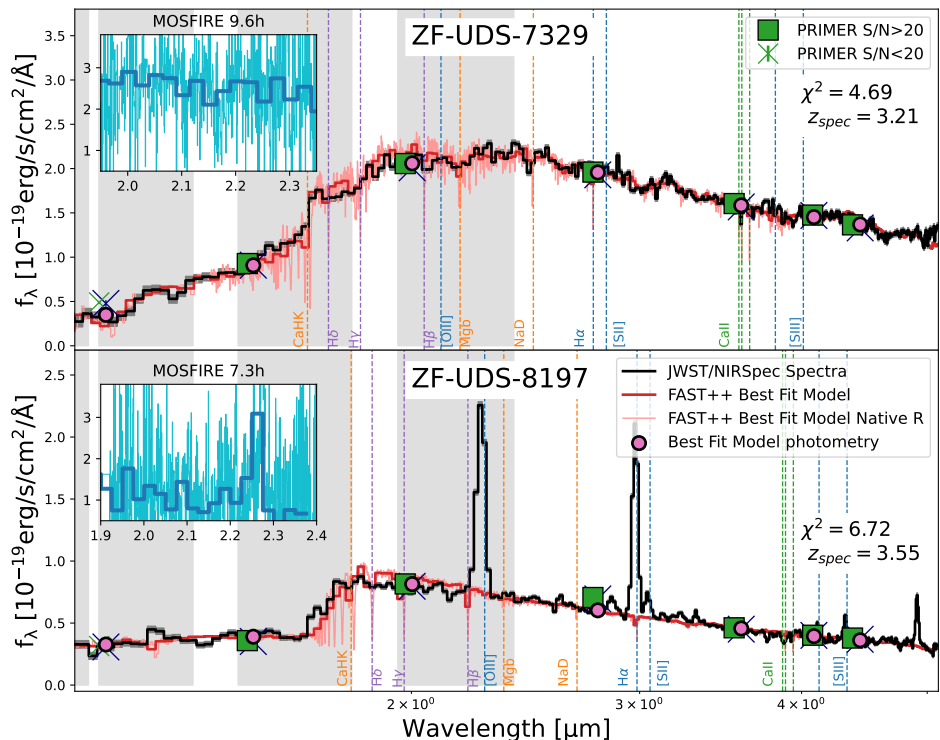 MOSFIRE 9.6h
ZF-UDS-7329
PRIMER S/N>20
PRIMER S/N<20
χ² = 4.69
z_spec = 3.21
3.5
3.0
2.5
2.0
1.5
1.0
0.5
0.0
3
2
1
2.0 2.1 2.2 2.3
f_λ [10⁻¹⁹erg/s/cm²/Å]
CaHK Hδ Hγ Hβ [OIII] Mgb NaD Hα [SII] CaII [SIII]
MOSFIRE 7.3h
ZF-UDS-8197
JWST/NIRSpec Spectra
FAST++ Best Fit Model
FAST++ Best Fit Model Native R
Best Fit Model photometry
χ² = 6.72
z_spec = 3.55
2.5
2.0
1.5
1.0
0.5
0.0
3
2
1
1.9 2.0 2.1 2.2 2.3 2.4
f_λ [10⁻¹⁹erg/s/cm²/Å]
CaHK Hδ Hγ Hβ [OIII] Mgb NaD Hα [SII] CaII [SIII]
2 × 10⁰ 3 × 10⁰ 4 × 10⁰
Wavelength [μm]